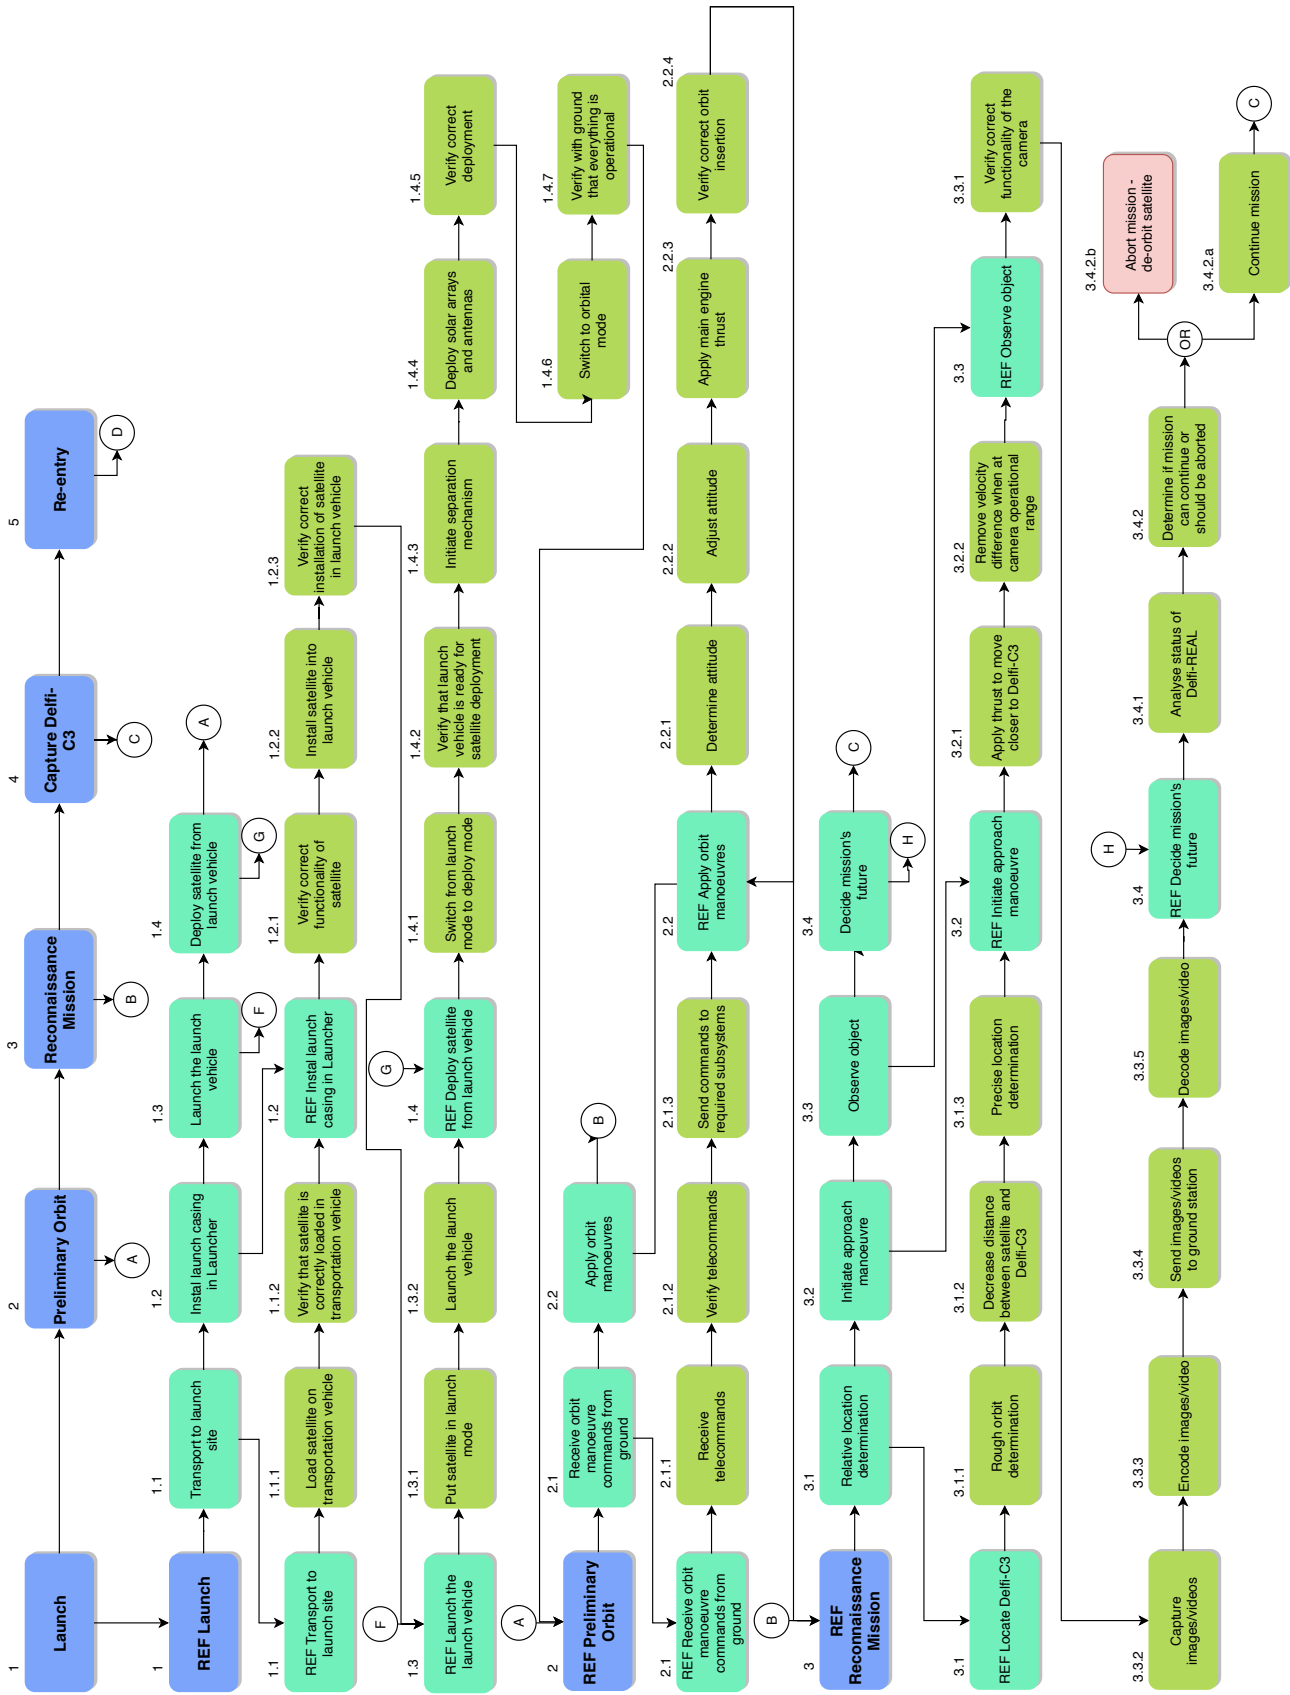 1
Launch
2
Preliminary Orbit
3
Reconnaissance
Mission
4
Capture Delfi-
C3
5
Re-entry
A
B
C
D
1
REF Launch
1.1
Transport to launch
site
1.2
Instal launch casing
in Launcher
1.3
Launch the launch
vehicle
1.4
Deploy satellite from
launch vehicle
A
F
G
1.1
REF Transport to
launch site
1.1.1
Load satellite on
transportation vehicle
1.1.2
Verify that satellite is
correctly loaded in
transportation vehicle
1.2
REF Instal launch
casing in Launcher
1.2.1
Verify correct
functionality of
satellite
1.2.2
Install satellite into
launch vehicle
1.2.3
Verify correct
installation of satellite
in launch vehicle
F
1.3
REF Launch the
launch vehicle
1.3.1
Put satellite in launch
mode
1.3.2
Launch the launch
vehicle
G
1.4
REF Deploy satellite
from launch vehicle
1.4.1
Switch from launch
mode to deploy mode
1.4.2
Verify that launch
vehicle is ready for
satellite deployment
1.4.3
Initiate separation
mechanism
1.4.4
Deploy solar arrays
and antennas
1.4.5
Verify correct
deployment
1.4.6
Switch to orbital
mode
1.4.7
Verify with ground
that everything is
operational
A
2
REF Preliminary
Orbit
2.1
Receive orbit
manoeuvre
commands from
ground
2.2
Apply orbit
manoeuvres
B
2.1
REF Receive orbit
manoeuvre
commands from
ground
2.1.1
Receive
telecommands
2.1.2
Verify telecommands
2.1.3
Send commands to
required subsystems
2.2
REF Apply orbit
manoeuvres
2.2.1
Determine attitude
2.2.2
Adjust attitude
2.2.3
Apply main engine
thrust
2.2.4
Verify correct orbit
insertion
B
3
REF
Reconnaissance
Mission
3.1
Relative location
determination
3.2
Initiate approach
manoeuvre
3.3
Observe object
3.4
Decide mission's
future
C
H
3.1
REF Locate Delfi-C3
3.1.1
Rough orbit
determination
3.1.2
Decrease distance
between satellite and
Delfi-C3
3.1.3
Precise location
determination
3.2
REF Initiate approach
manoeuvre
3.2.1
Apply thrust to move
closer to Delfi-C3
3.2.2
Remove velocity
difference when at
camera operational
range
3.3
REF Observe object
3.3.1
Verify correct
functionality of the
camera
3.3.2
Capture
images/videos
3.3.3
Encode images/video
3.3.4
Send images/videos
to ground station
3.3.5
Decode images/video
H
3.4
REF Decide mission's
future
3.4.1
Analyse status of
Delfi-REAL
3.4.2
Determine if mission
can continue or
should be aborted
OR
3.4.2.b
Abort mission -
de-orbit satellite
3.4.2.a
Continue mission
C